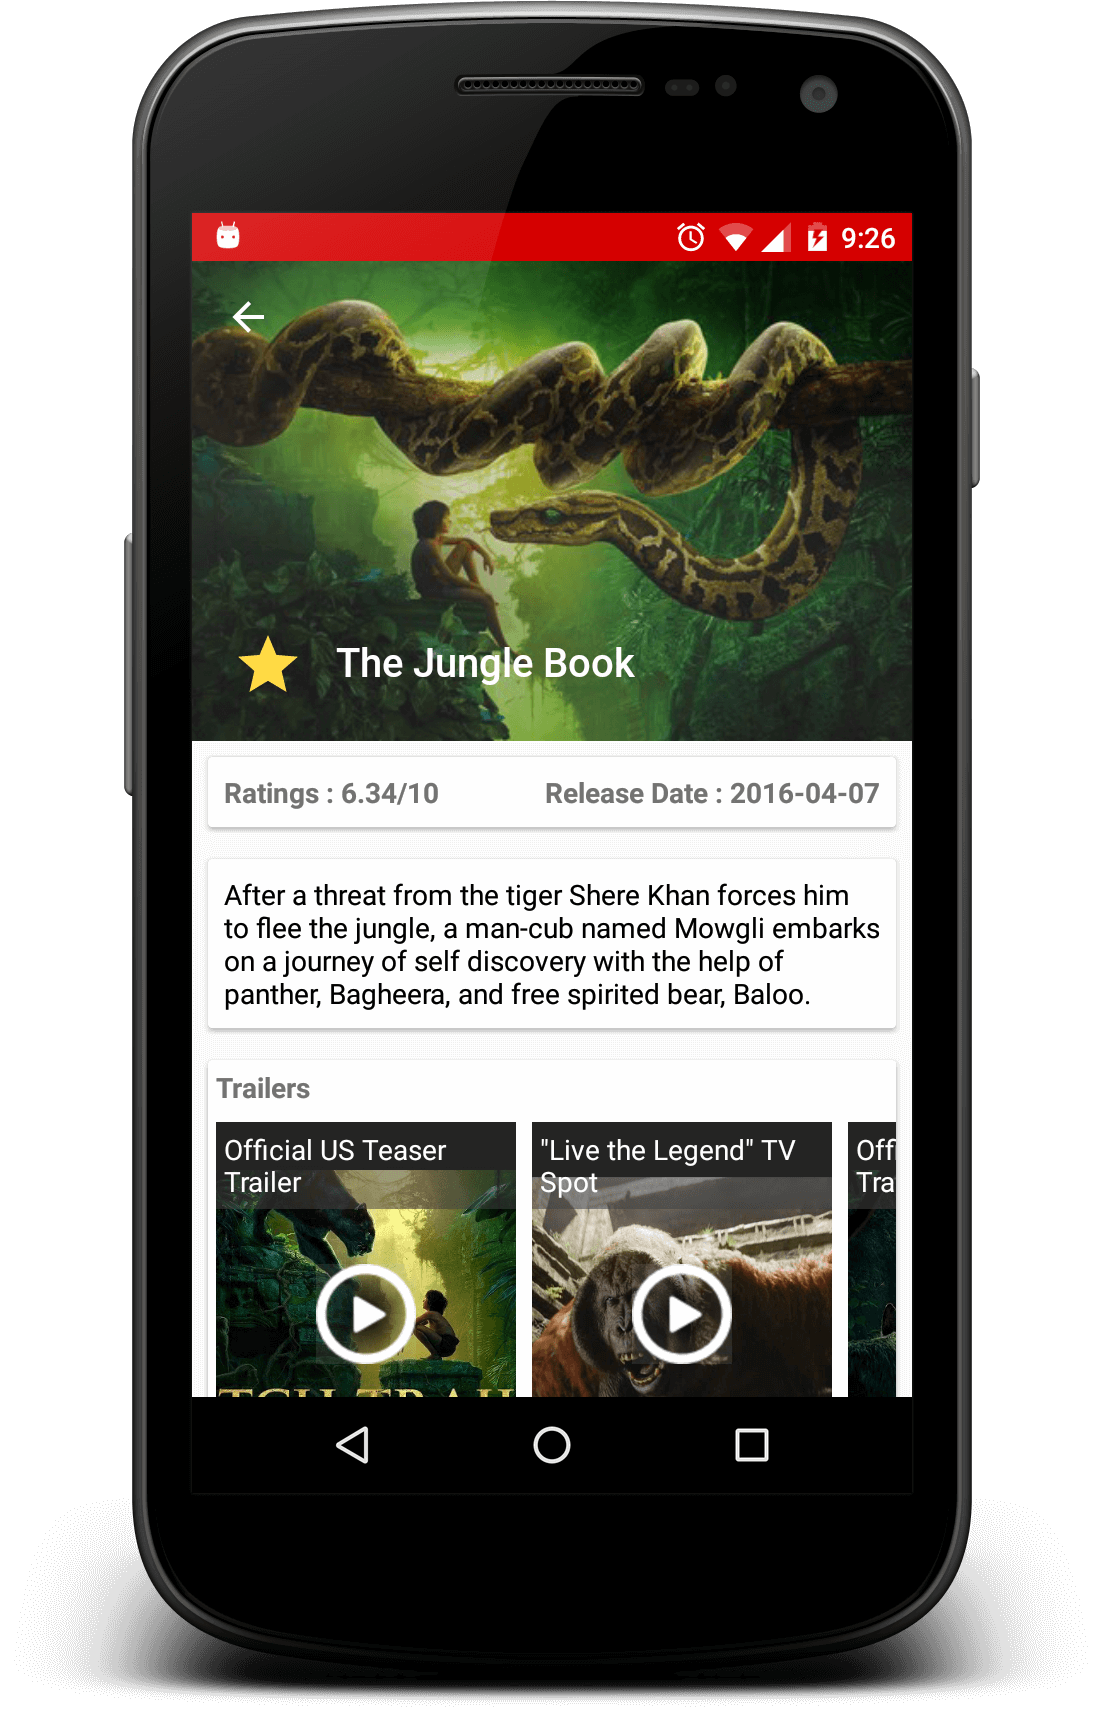 9:26
The Jungle Book
Ratings : 6.34/10
Release Date : 2016-04-07
After a threat from the tiger Shere Khan forces him
to flee the jungle, a man-cub named Mowgli embarks
on a journey of self discovery with the help of
panther, Bagheera, and free spirited bear, Baloo.
Trailers
Official US Teaser
Trailer
"Live the Legend" TV
Spot
Off
Tra